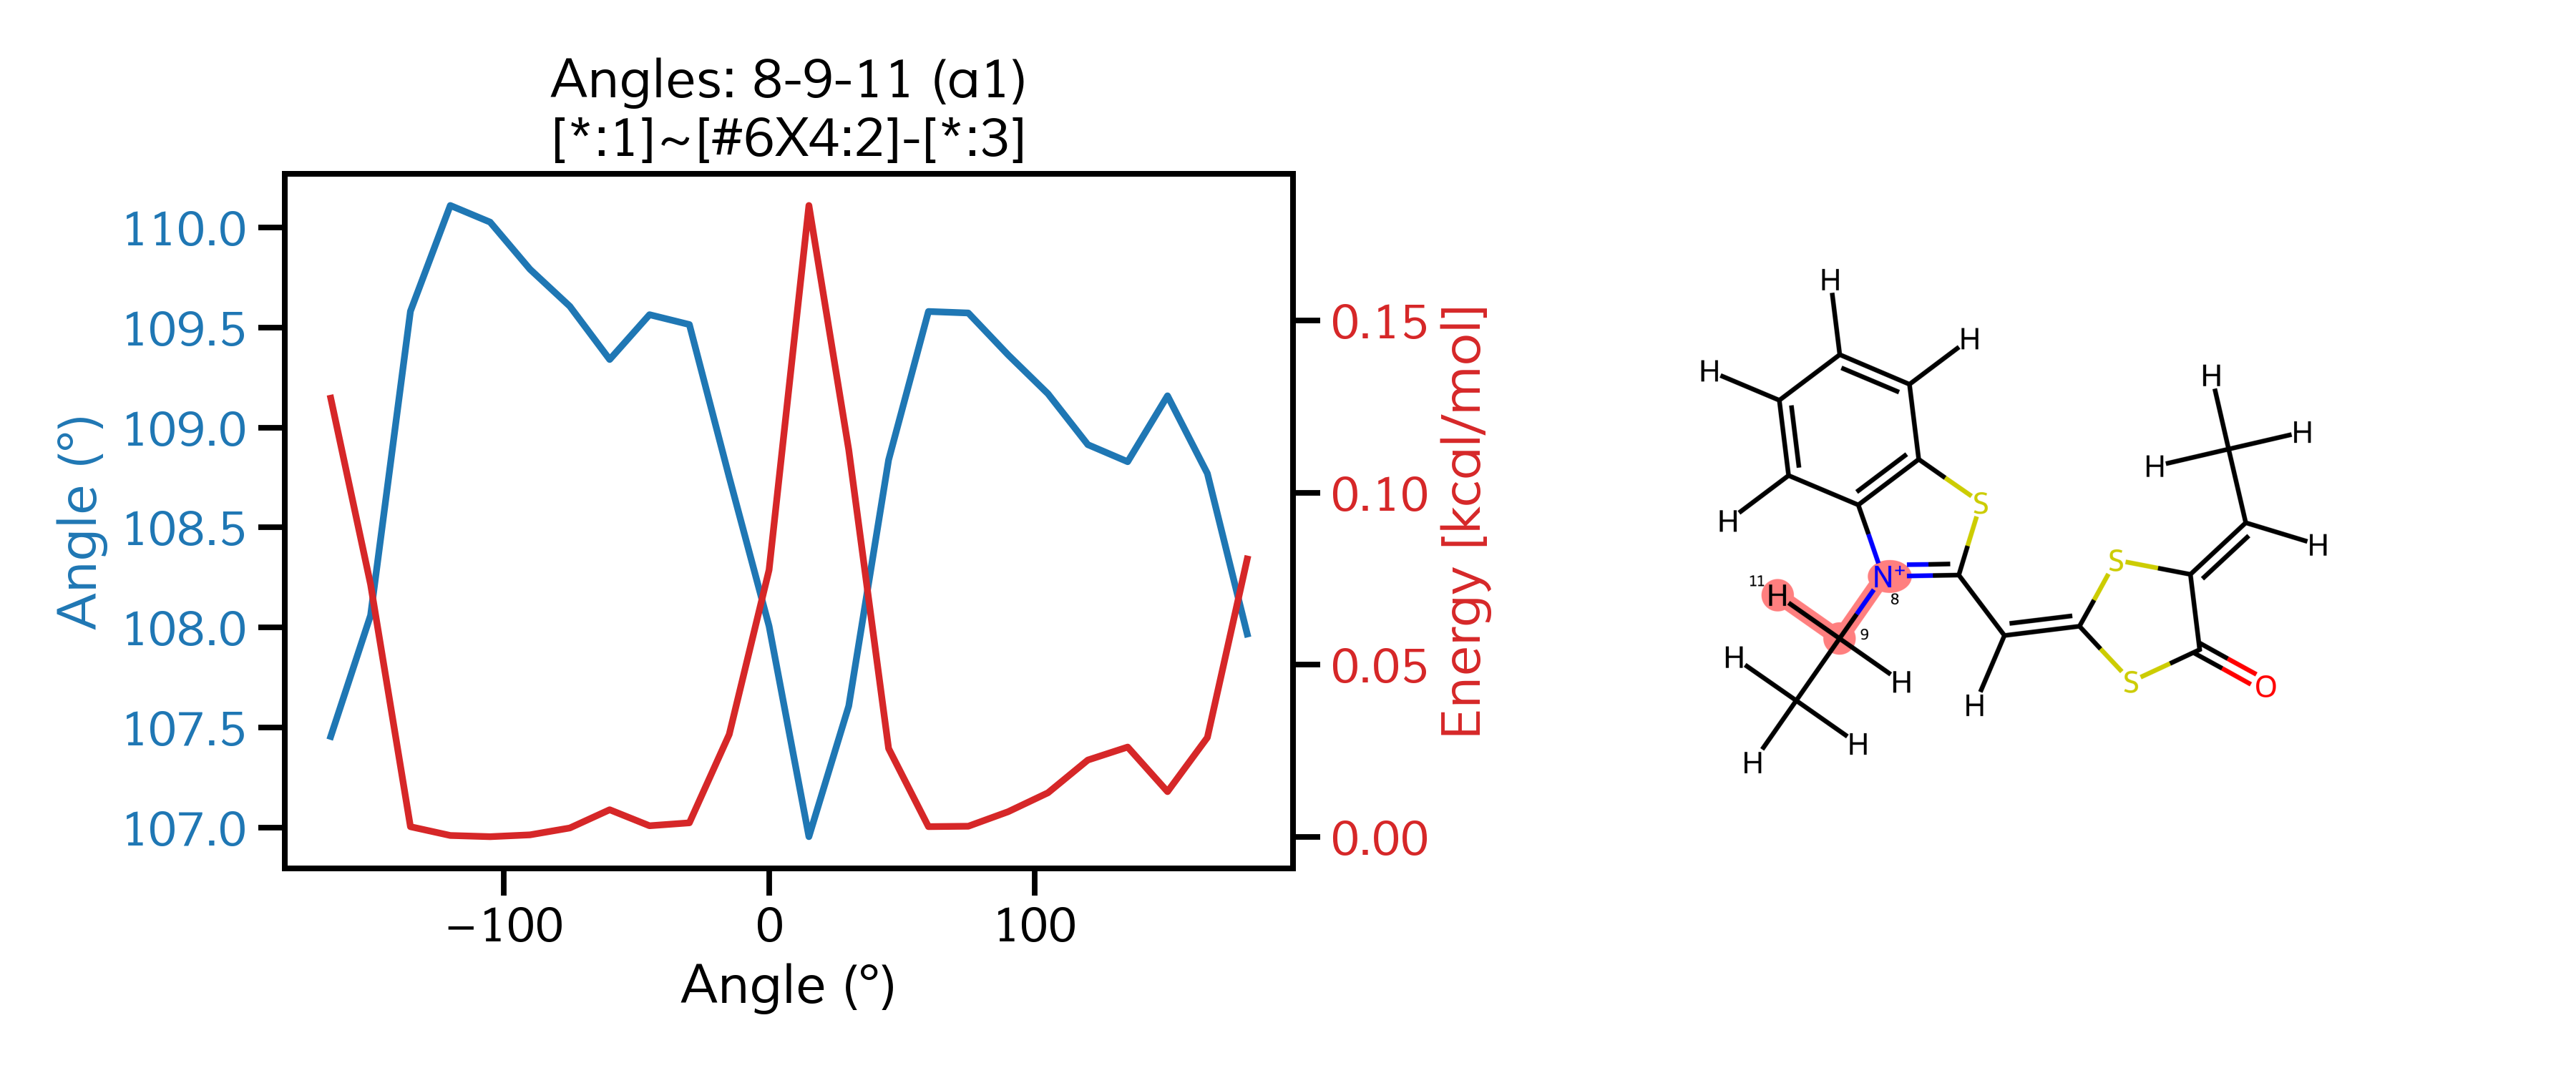 Angles: 8-9-11 (a1)
[*:1]~[#6X4:2]-[*:3]
Angle (°)
110.0
109.5
109.0
108.5
108.0
107.5
107.0
0.15
0.10
0.05
0.00
Energy [kcal/mol]
−100
0
100
Angle (°)
H
H
H
H
H
H
H
S
H
S
N+
8
11
H
9
H
H
S
O
H
H
H